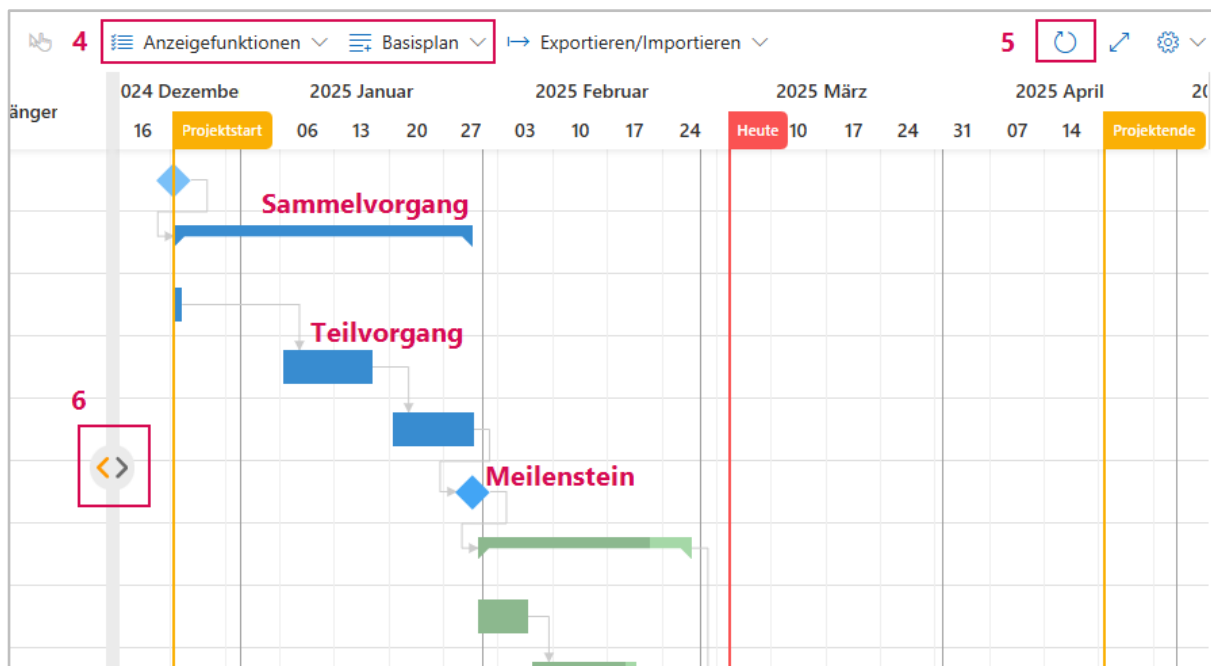 4 Anzeigefunktionen Basisplan Exportieren/Importieren 5
024 Dezembe 2025 Januar 2025 Februar 2025 März 2025 April 20
änger
16 Projektstart 06 13 20 27 03 10 17 24 Heute 10 17 24 31 07 14 Projektende
Sammelvorgang
Teilvorgang
6
Meilenstein